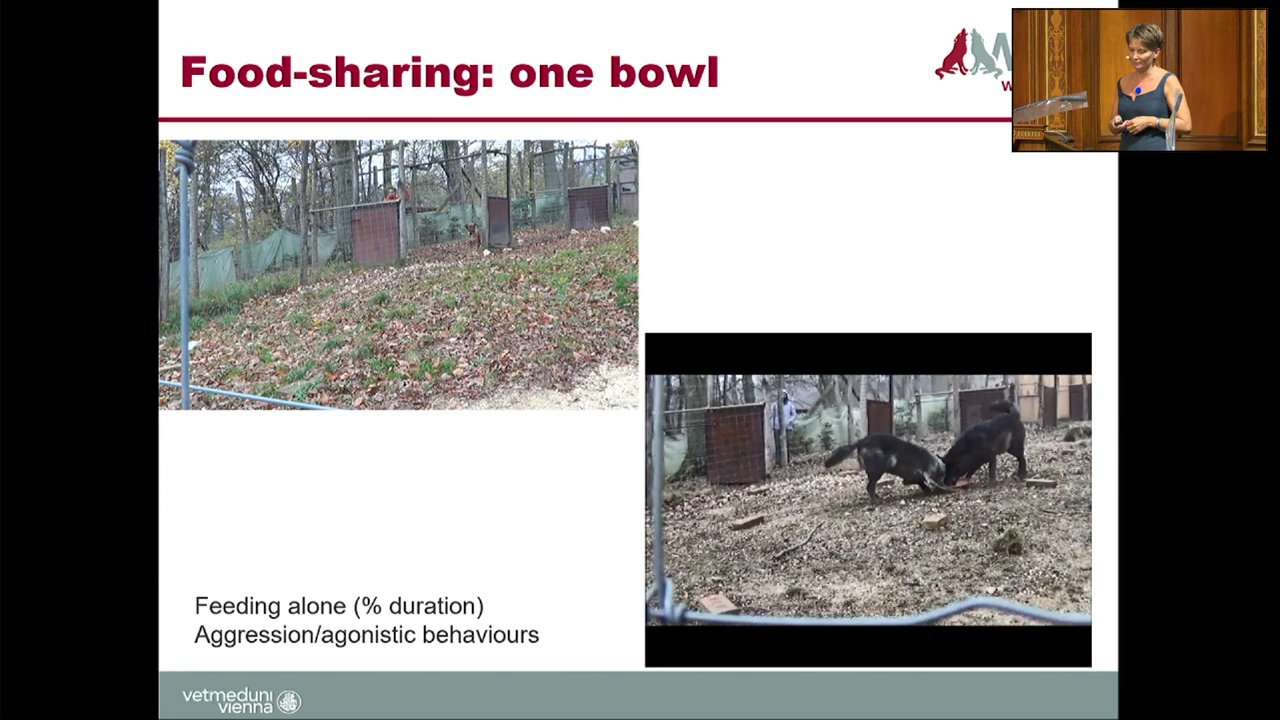 Food-sharing: one bowl
Feeding alone (% duration)
Aggression/agonistic behaviours
vetmeduni
vienna